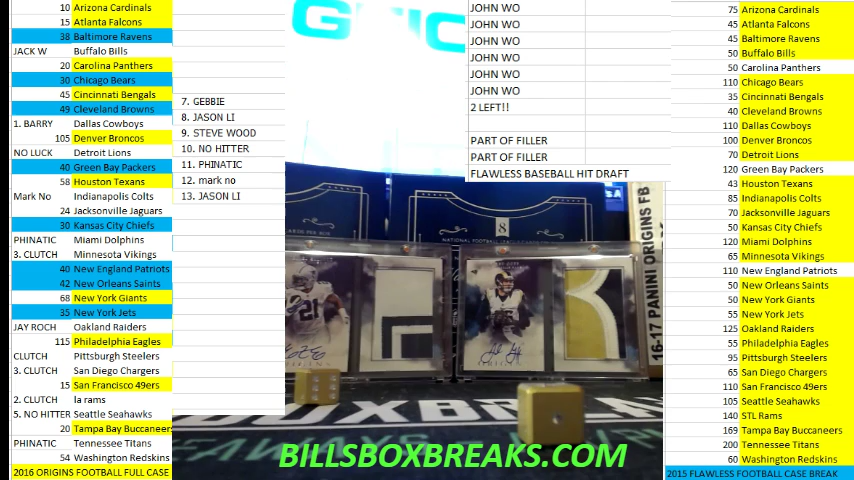 10 Arizona Cardinals
15 Atlanta Falcons
38 Baltimore Ravens
JACK W Buffalo Bills
20 Carolina Panthers
30 Chicago Bears
45 Cincinnati Bengals
49 Cleveland Browns
1. BARRY Dallas Cowboys
105 Denver Broncos
NO LUCK Detroit Lions
40 Green Bay Packers
58 Houston Texans
Mark No Indianapolis Colts
24 Jacksonville Jaguars
30 Kansas City Chiefs
PHINATIC Miami Dolphins
3. CLUTCH Minnesota Vikings
40 New England Patriots
42 New Orleans Saints
68 New York Giants
35 New York Jets
JAY ROCH Oakland Raiders
115 Philadelphia Eagles
CLUTCH Pittsburgh Steelers
3. CLUTCH San Diego Chargers
15 San Francisco 49ers
2. CLUTCH la rams
5. NO HITTER Seattle Seahawks
20 Tampa Bay Buccaneers
PHINATIC Tennessee Titans
54 Washington Redskins
2016 ORIGINS FOOTBALL FULL CASE
7. GEBBIE
8. JASON LI
9. STEVE WOOD
10. NO HITTER
11. PHINATIC
12. mark no
13. JASON LI
JOHN WO
JOHN WO
JOHN WO
JOHN WO
JOHN WO
JOHN WO
2 LEFT!!
PART OF FILLER
PART OF FILLER
FLAWLESS BASEBALL HIT DRAFT
8
21
16-17 PANINI ORIGINS FB
BILLSBOXBREAKS.COM
75 Arizona Cardinals
45 Atlanta Falcons
45 Baltimore Ravens
50 Buffalo Bills
50 Carolina Panthers
110 Chicago Bears
35 Cincinnati Bengals
40 Cleveland Browns
110 Dallas Cowboys
100 Denver Broncos
70 Detroit Lions
120 Green Bay Packers
43 Houston Texans
85 Indianapolis Colts
70 Jacksonville Jaguars
50 Kansas City Chiefs
120 Miami Dolphins
65 Minnesota Vikings
110 New England Patriots
50 New Orleans Saints
50 New York Giants
55 New York Jets
125 Oakland Raiders
55 Philadelphia Eagles
95 Pittsburgh Steelers
65 San Diego Chargers
110 San Francisco 49ers
105 Seattle Seahawks
140 STL Rams
169 Tampa Bay Buccaneers
200 Tennessee Titans
60 Washington Redskins
2015 FLAWLESS FOOTBALL CASE BREAK